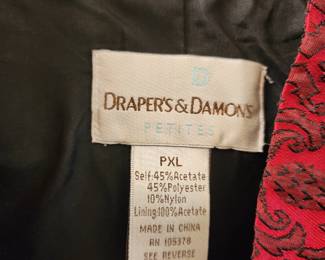 D
DRAPER'S & DAMON'S
PETITES
PXL
Self:45%Acetate
45%Polyester
10%Nylon
Lining:100%Acetate
MADE IN CHINA
RN 105378
SEE REVERSE